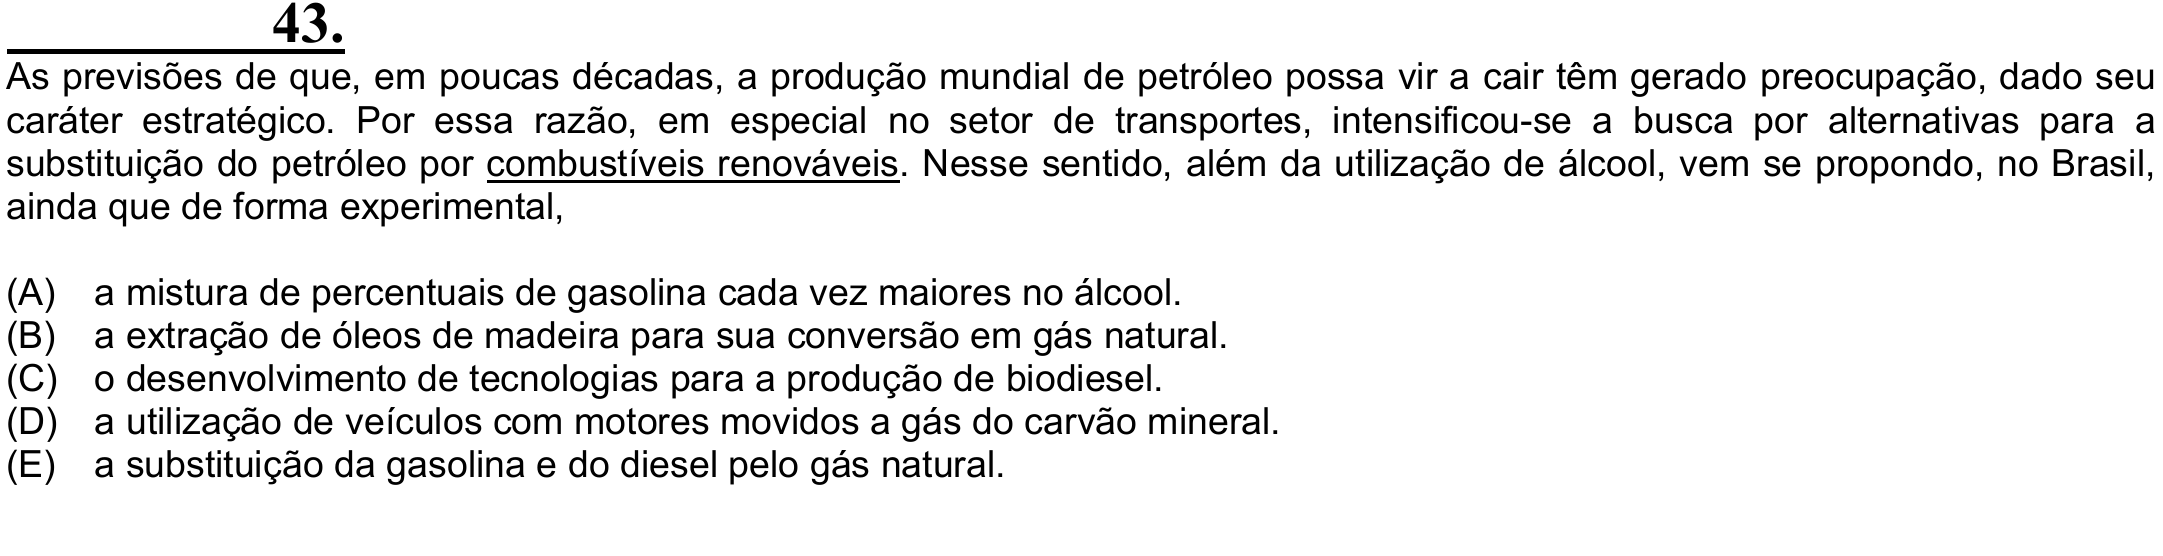 43.
As previsões de que, em poucas décadas, a produção mundial de petróleo possa vir a cair têm gerado preocupação, dado seu
caráter estratégico. Por essa razão, em especial no setor de transportes, intensificou-se a busca por alternativas para a
substituição do petróleo por combustíveis renováveis. Nesse sentido, além da utilização de álcool, vem se propondo, no Brasil,
ainda que de forma experimental,
(A) a mistura de percentuais de gasolina cada vez maiores no álcool.
(B) a extração de óleos de madeira para sua conversão em gás natural.
(C) o desenvolvimento de tecnologias para a produção de biodiesel.
(D) a utilização de veículos com motores movidos a gás do carvão mineral.
(E) a substituição da gasolina e do diesel pelo gás natural.